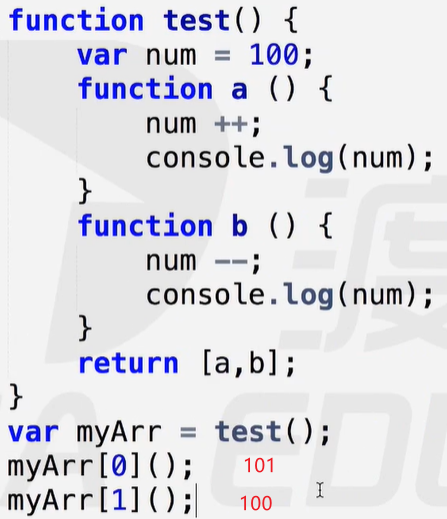 function test() {
    var num = 100;
    function a () {
        num ++;
        console.log(num);
    }
    function b () {
        num --;
        console.log(num);
    }
    return [a,b];
}
var myArr = test();
myArr[0](); 101
myArr[1](); 100